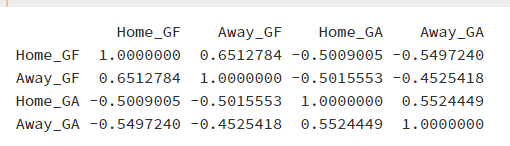 Home_GF Away_GF Home_GA Away_GA
Home_GF 1.0000000 0.6512784 -0.5009005 -0.5497240
Away_GF 0.6512784 1.0000000 -0.5015553 -0.4525418
Home_GA -0.5009005 -0.5015553 1.0000000 0.5524449
Away_GA -0.5497240 -0.4525418 0.5524449 1.0000000